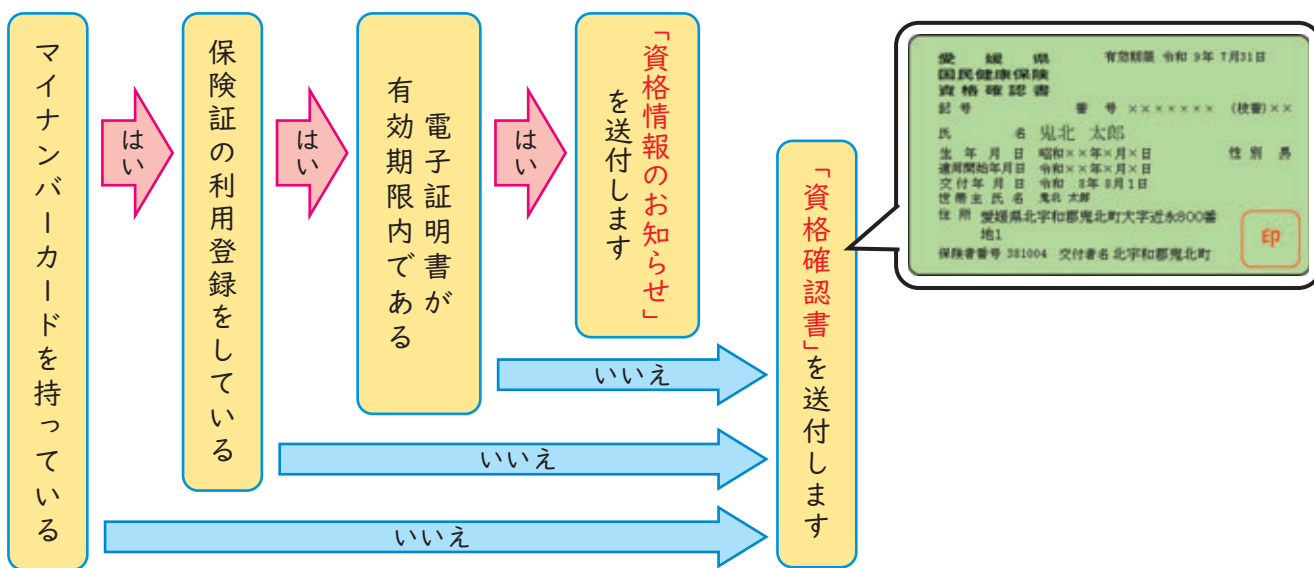 マイナンバーカードを持っている
はい
保険証の利用登録をしている
はい
電子証明書が
有効期限内である
はい
「資格情報のお知らせ」
を送付します
いいえ
いいえ
いいえ
「資格確認書」を送付します
愛媛県 有効期限 令和 9年 7月31日
国民健康保険
資格確認書
記号 番号 ××××××× (枝番)××
氏名 鬼北 太郎
生年月日 昭和××年×月×日 性別 男
適用開始年月日 令和××年×月×日
交付年月日 令和 8年 8月1日
世帯主氏名 鬼北 太郎
住所 愛媛県北宇和郡鬼北町大字近永800番
地1
保険者番号 381004 交付者名 北宇和郡鬼北町
印